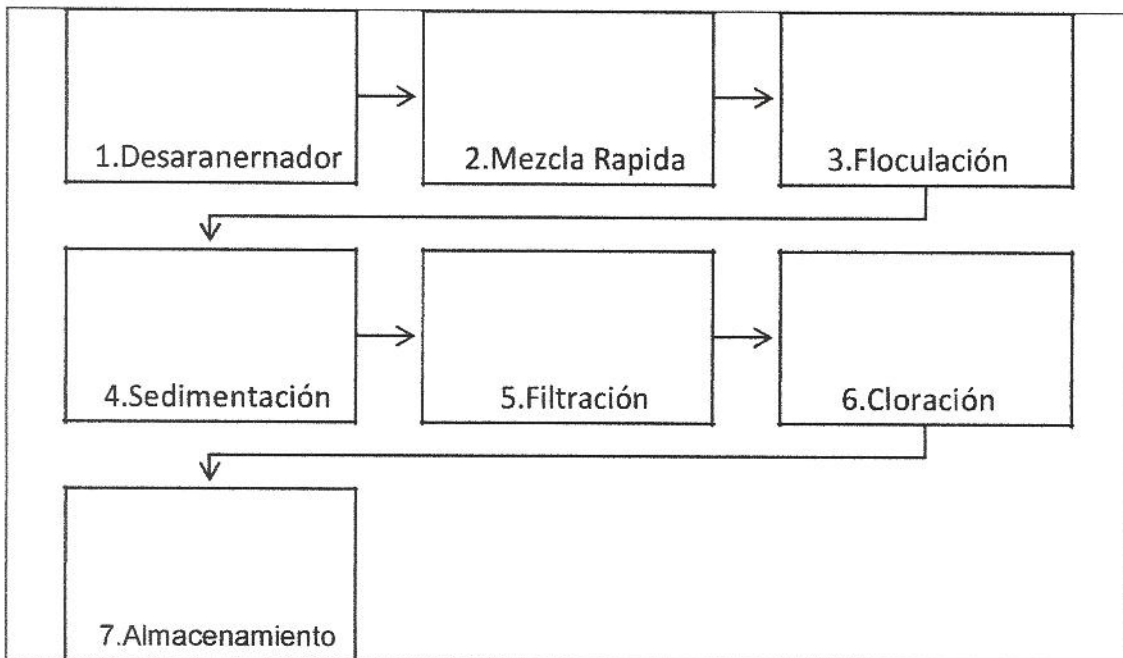 1.Desaranernador
2.Mezcla Rapida
3.Floculación
4.Sedimentación
5.Filtración
6.Cloración
7.Almacenamiento